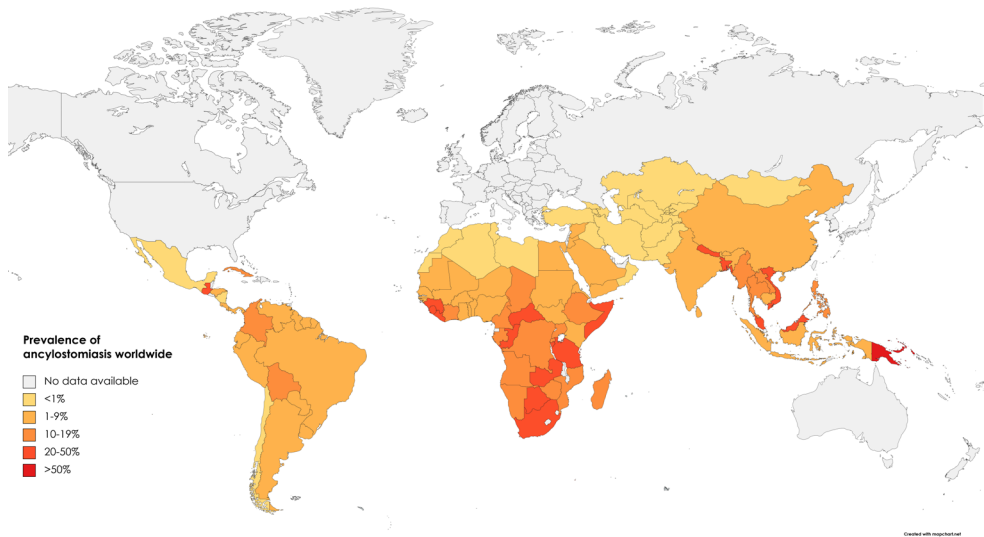 Prevalence of
ancylostomiasis worldwide
No data available
<1%
1-9%
10-19%
20-50%
>50%
Created with mapchart.net